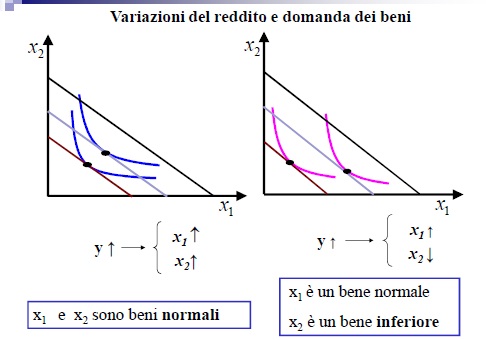 Variazioni del reddito e domanda dei beni
x₂
x₁
y ↑ → { x₁↑
x₂↑
x₁ e x₂ sono beni normali
x₂
x₁
y ↑ → { x₁↑
x₂↓
x₁ è un bene normale
x₂ è un bene inferiore